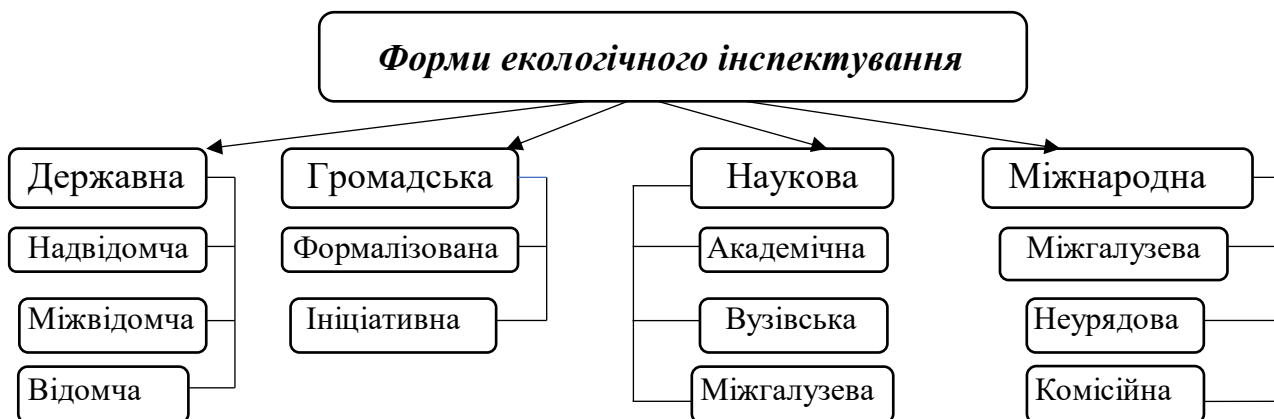 Форми екологічного інспектування
Державна
Надвідомча
Міжвідомча
Відомча
Громадська
Формалізована
Ініціативна
Наукова
Академічна
Вузівська
Міжгалузева
Міжнародна
Міжгалузева
Неурядова
Комісійна